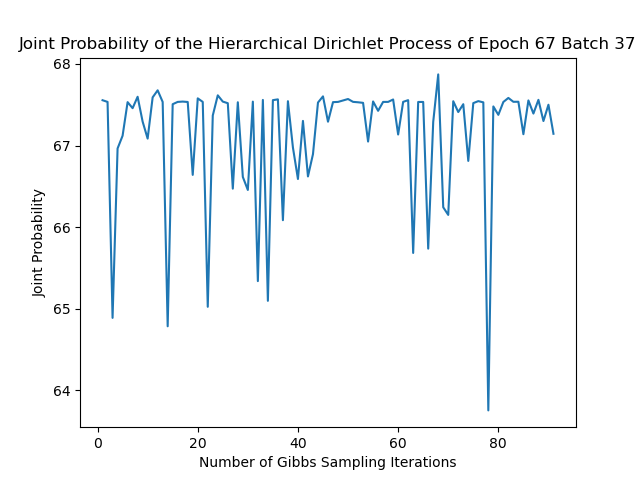 Joint Probability of the Hierarchical Dirichlet Process of Epoch 67 Batch 37
68
67
66
65
64
Joint Probability
0 20 40 60 80
Number of Gibbs Sampling Iterations